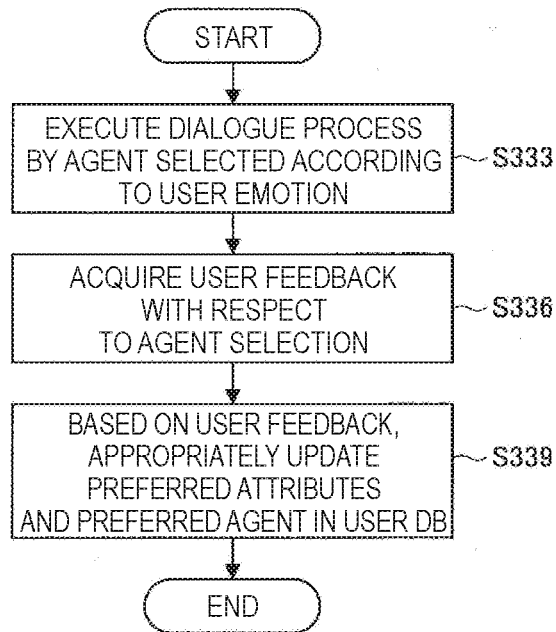 START
EXECUTE DIALOGUE PROCESS
BY AGENT SELECTED ACCORDING
TO USER EMOTION
S333
ACQUIRE USER FEEDBACK
WITH RESPECT
TO AGENT SELECTION
S336
BASED ON USER FEEDBACK,
APPROPRIATELY UPDATE
PREFERRED ATTRIBUTES
AND PREFERRED AGENT IN USER DB
S339
END